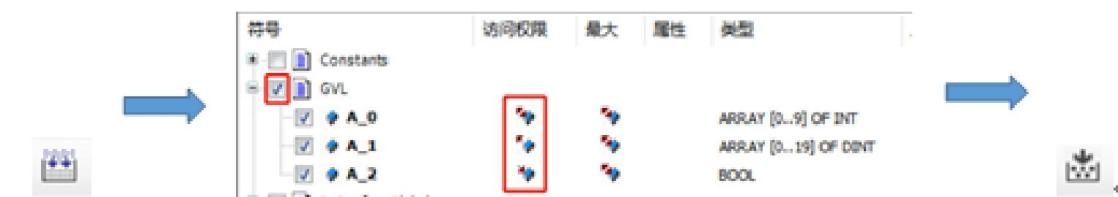 符号 访问权限 最大 属性 类型
Constants
GVL
A_0 ARRAY [0..9] OF INT
A_1 ARRAY [0..19] OF DINT
A_2 BOOL